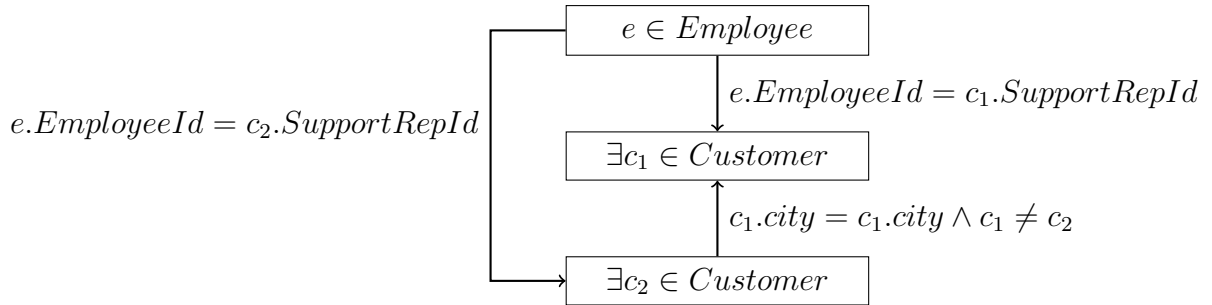 e ∈ Employee
e.EmployeeId = c₁.SupportRepId
e.EmployeeId = c₂.SupportRepId
∃c₁ ∈ Customer
c₁.city = c₁.city ∧ c₁ ≠ c₂
∃c₂ ∈ Customer